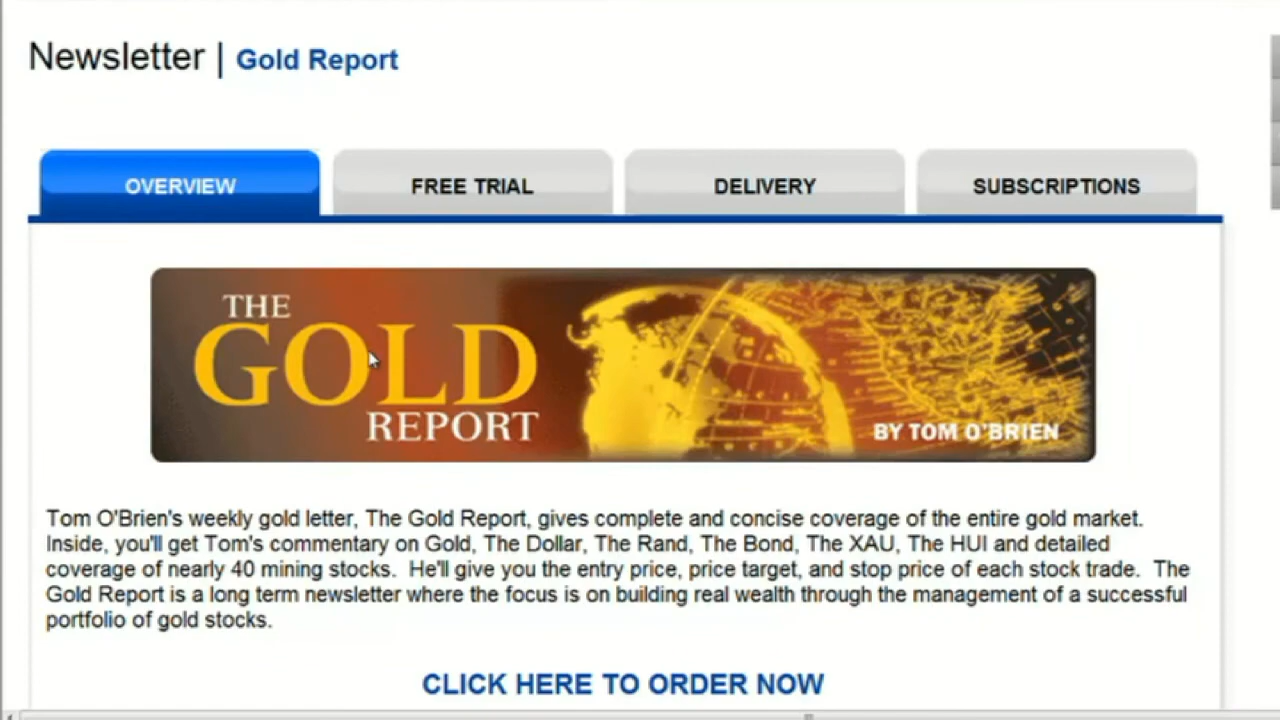 Newsletter | Gold Report
OVERVIEW FREE TRIAL DELIVERY SUBSCRIPTIONS
THE
GOLD
REPORT
BY TOM O'BRIEN
Tom O'Brien's weekly gold letter, The Gold Report, gives complete and concise coverage of the entire gold market.
Inside, you'll get Tom's commentary on Gold, The Dollar, The Rand, The Bond, The XAU, The HUI and detailed
coverage of nearly 40 mining stocks. He'll give you the entry price, price target, and stop price of each stock trade. The
Gold Report is a long term newsletter where the focus is on building real wealth through the management of a successful
portfolio of gold stocks.
CLICK HERE TO ORDER NOW